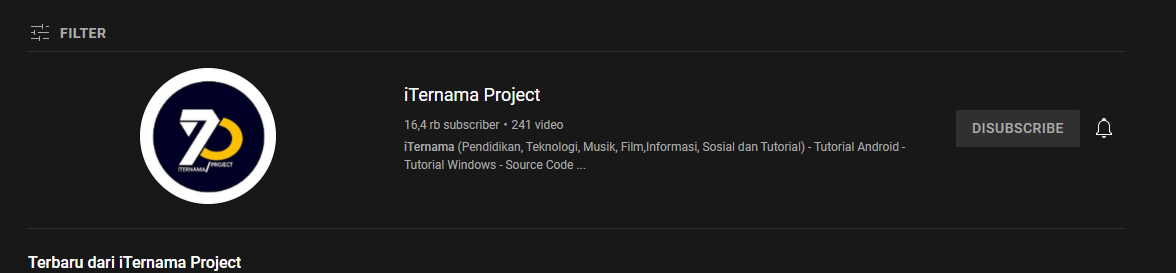 FILTER
iTernama Project
16,4 rb subscriber • 241 video
iTernama (Pendidikan, Teknologi, Musik, Film,Informasi, Sosial dan Tutorial) - Tutorial Android -
Tutorial Windows - Source Code ...
DISUBSCRIBE
ITERNAMA PROJECT
Terbaru dari iTernama Project